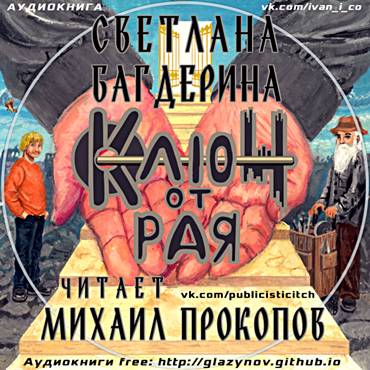 АУДИОКНИГА
vk.com/ivan_i_co
СВЕТЛАНА
БАГДЕРИНА
КЛЮЧ
ОТ
РАЯ
ЧИТАЕТ
vk.com/publicisticitch
МИХАИЛ ПРОКОПОВ
Аудиокниги free: http://glazynov.github.io